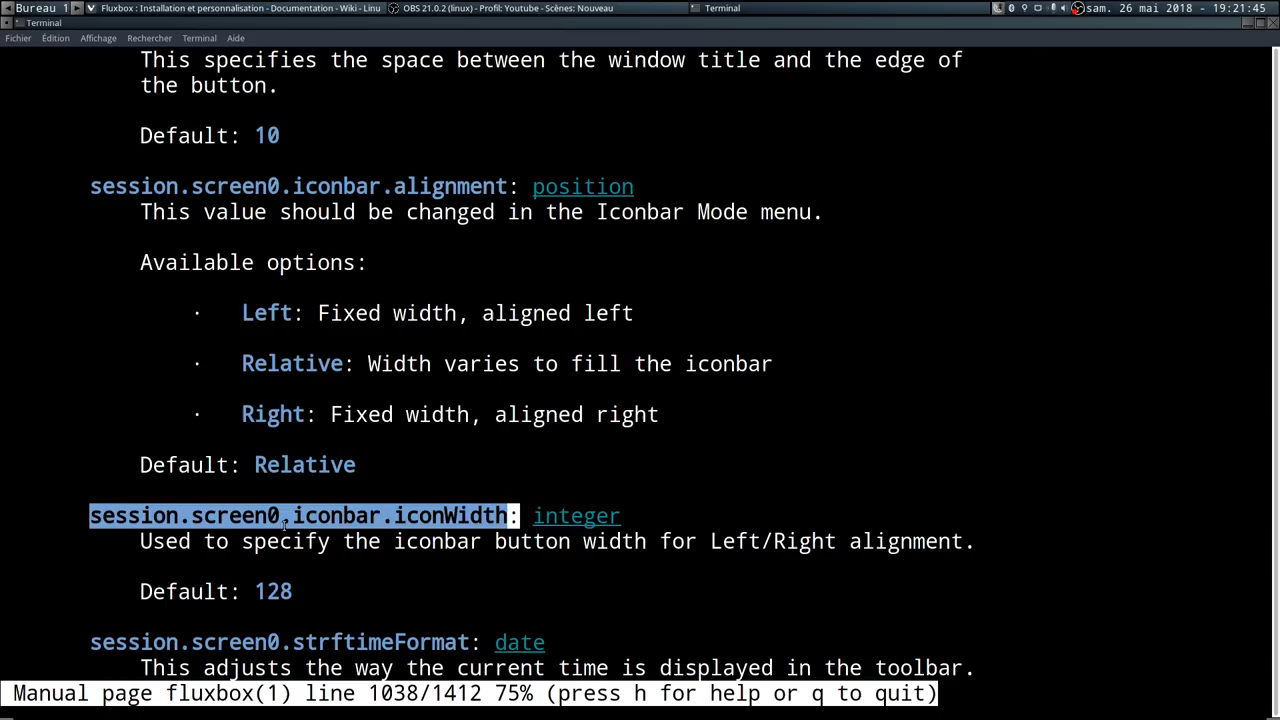 Bureau 1 Fluxbox : Installation et personnalisation - Documentation - Wiki - Linu OBS 21.0.2 (linux) - Profil: Youtube - Scènes: Nouveau Terminal sam. 26 mai 2018 - 19:21:45
Terminal
Fichier Édition Affichage Rechercher Terminal Aide
This specifies the space between the window title and the edge of
the button.
Default: 10
session.screen0.iconbar.alignment: position
This value should be changed in the Iconbar Mode menu.
Available options:
· Left: Fixed width, aligned left
· Relative: Width varies to fill the iconbar
· Right: Fixed width, aligned right
Default: Relative
session.screen0.iconbar.iconWidth: integer
Used to specify the iconbar button width for Left/Right alignment.
Default: 128
session.screen0.strftimeFormat: date
This adjusts the way the current time is displayed in the toolbar.
Manual page fluxbox(1) line 1038/1412 75% (press h for help or q to quit)